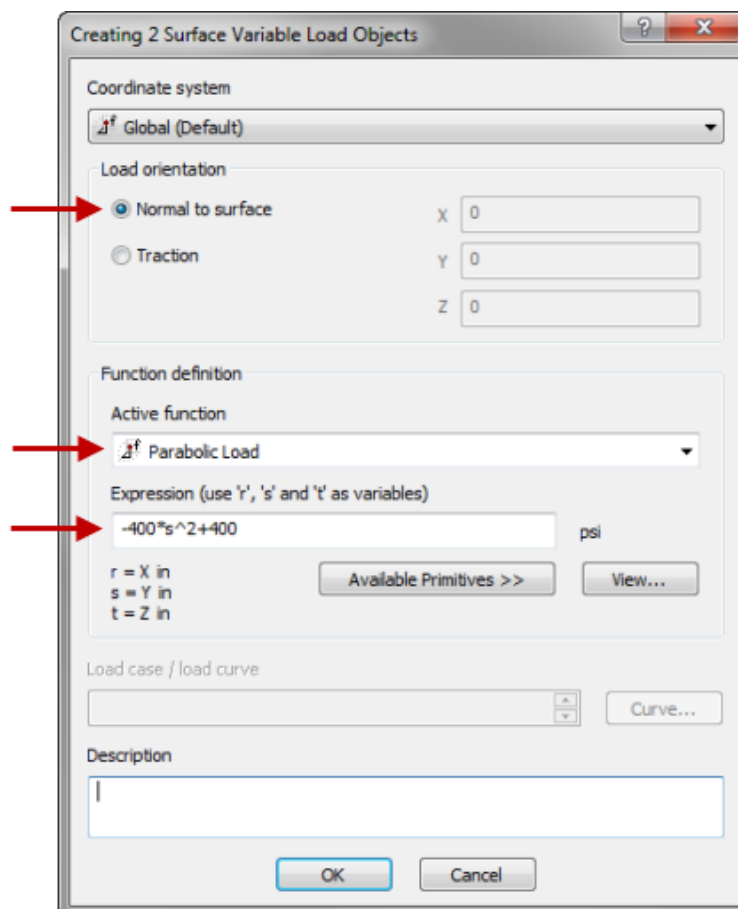 Creating 2 Surface Variable Load Objects
Coordinate system
Global (Default)
Load orientation
Normal to surface
X 0
Traction
Y 0
Z 0
Function definition
Active function
Parabolic Load
Expression (use 'r', 's' and 't' as variables)
-400*s^2+400 psi
r = X in
s = Y in
t = Z in
Available Primitives >> View...
Load case / load curve
Curve...
Description
OK Cancel